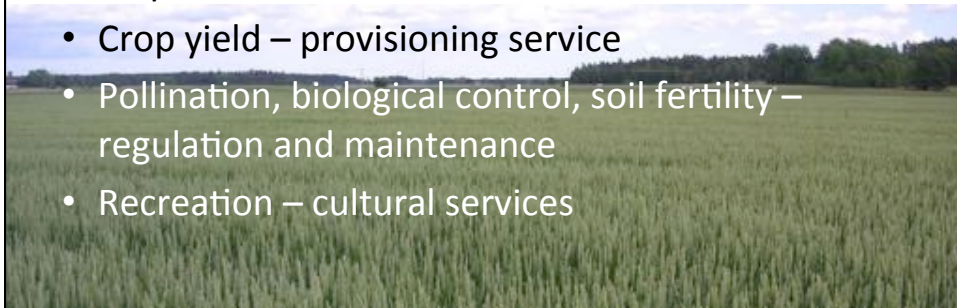 • Crop yield – provisioning service
• Pollination, biological control, soil fertility –
regulation and maintenance
• Recreation – cultural services